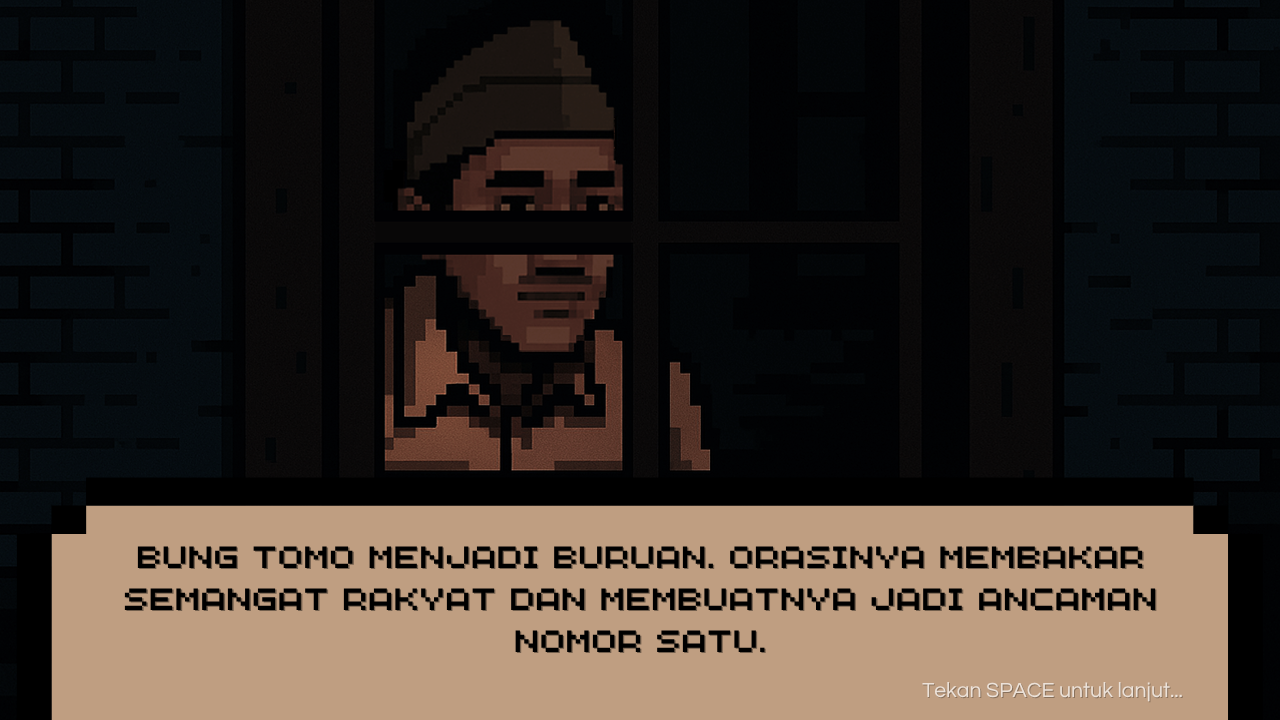 BUNG TOMO MENJADI BURUAN. ORASINYA MEMBAKAR
SEMANGAT RAKYAT DAN MEMBUATNYA JADI ANCAMAN
NOMOR SATU.
Tekan SPACE untuk lanjut...